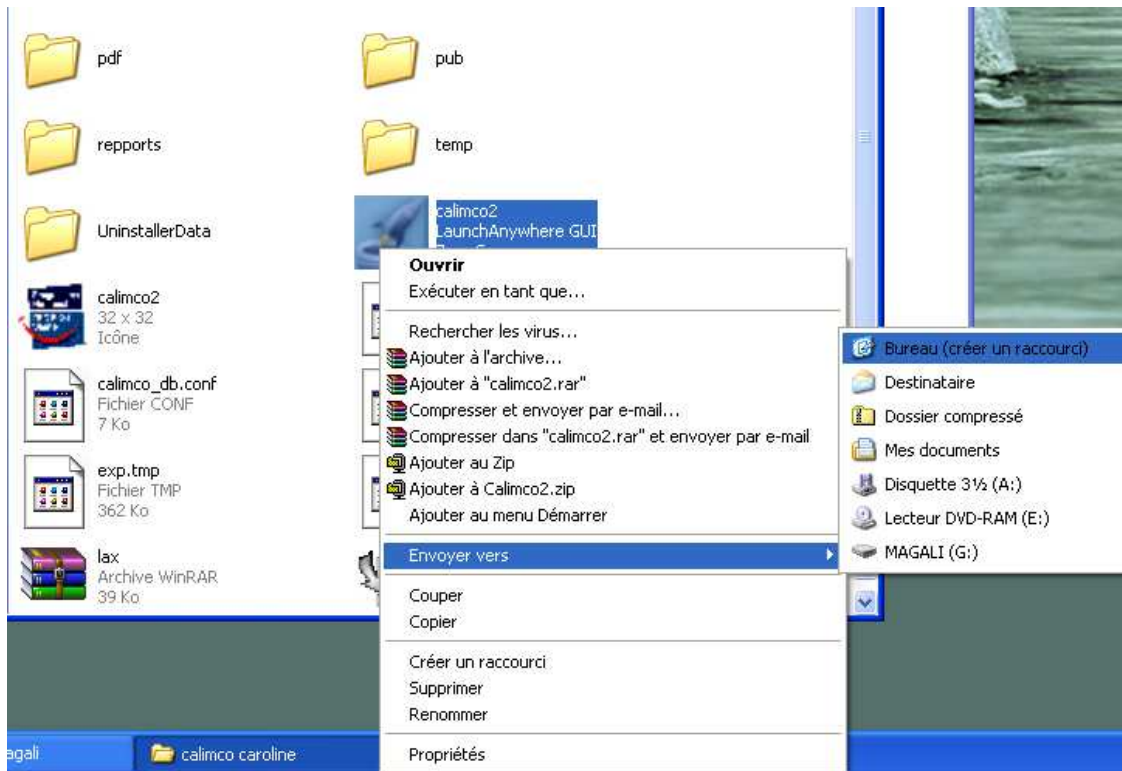 pdf
pub
repports
temp
UninstallerData
calimco2
LaunchAnywhere GUI
calimco2
32 x 32
Icône
calimco_db.conf
Fichier CONF
7 Ko
exp.tmp
Fichier TMP
362 Ko
lax
Archive WinRAR
39 Ko
Ouvrir
Exécuter en tant que...
Rechercher les virus...
Ajouter à l'archive...
Ajouter à "calimco2.rar"
Compresser et envoyer par e-mail...
Compresser dans "calimco2.rar" et envoyer par e-mail
Ajouter au Zip
Ajouter à Calimco2.zip
Ajouter au menu Démarrer
Envoyer vers
Couper
Copier
Créer un raccourci
Supprimer
Renommer
Propriétés
Bureau (créer un raccourci)
Destinataire
Dossier compressé
Mes documents
Disquette 3½ (A:)
Lecteur DVD-RAM (E:)
MAGALI (G:)
agali
calimco caroline